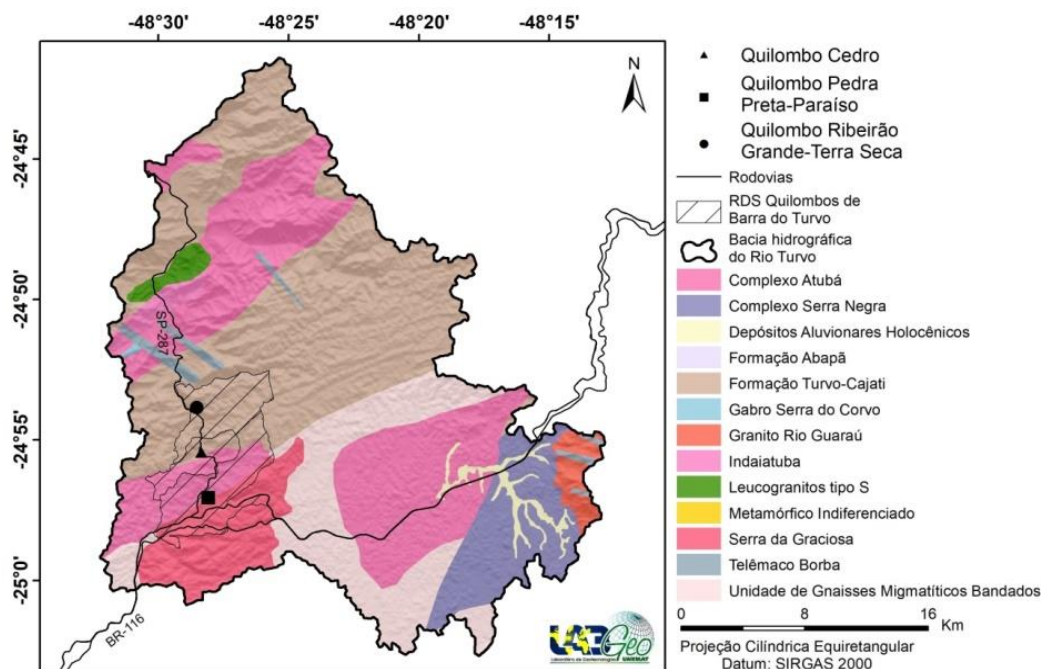 -48°30'
-48°25'
-48°20'
-48°15'
-24°45'
-24°50'
-24°55'
-25°0'
N
SP-287
BR-116
LAB Geo
UNEMAT
Quilombo Cedro
Quilombo Pedra
Preta-Paraíso
Quilombo Ribeirão
Grande-Terra Seca
Rodovias
RDS Quilombos de
Barra do Turvo
Bacia hidrográfica
do Rio Turvo
Complexo Atubá
Complexo Serra Negra
Depósitos Aluvionares Holocênicos
Formação Abapã
Formação Turvo-Cajati
Gabro Serra do Corvo
Granito Rio Guaraú
Indaiatuba
Leucogranitos tipo S
Metamórfico Indiferenciado
Serra da Graciosa
Telêmaco Borba
Unidade de Gnaisses Migmatíticos Bandados
0 8 16
Km
Projeção Cilíndrica Equiretangular
Datum: SIRGAS 2000